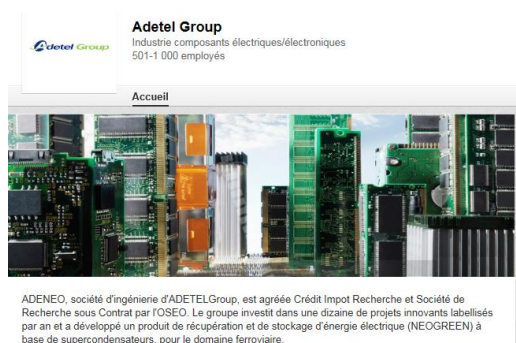 Adetel Group
Adetel Group
Industrie composants électriques/électroniques
501-1 000 employés
Accueil
ADENEO, société d'ingénierie d'ADETELGroup, est agréée Crédit Impot Recherche et Société de
Recherche sous Contrat par l'OSEO. Le groupe investit dans une dizaine de projets innovants labellisés
par an et a développé un produit de récupération et de stockage d'énergie électrique (NEOGREEN) à
base de supercondensateurs, pour le domaine ferroviaire.